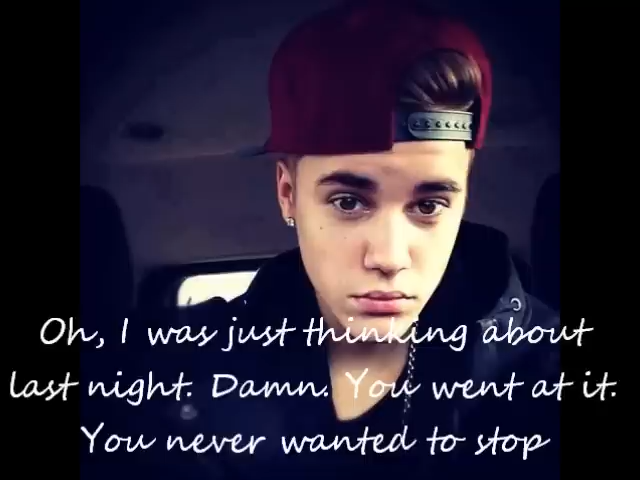 Oh, I was just thinking about
last night. Damn. You went at it.
You never wanted to stop